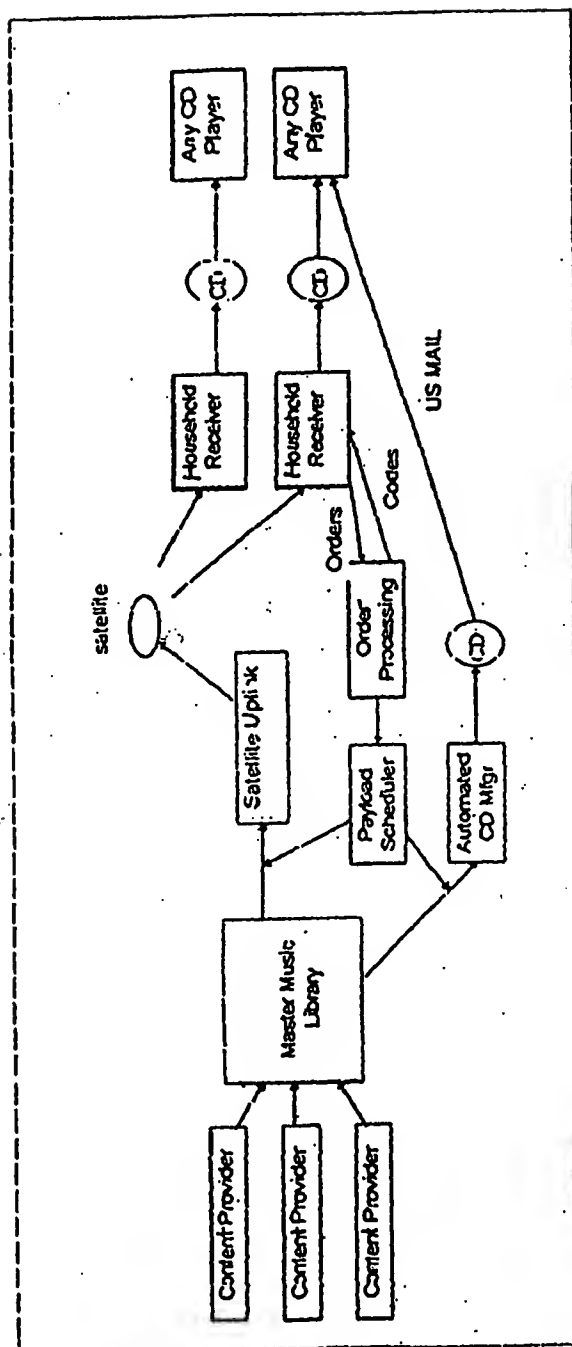 Content Provider
Content Provider
Content Provider
Master Music
Library
Satellite Uplink
satellite
Payload
Scheduler
Automated
CD Mfgr
Order
Processing
Orders
Codes
CD
US MAIL
Household
Receiver
Household
Receiver
CD
CD
Any CD
Player
Any CD
Player